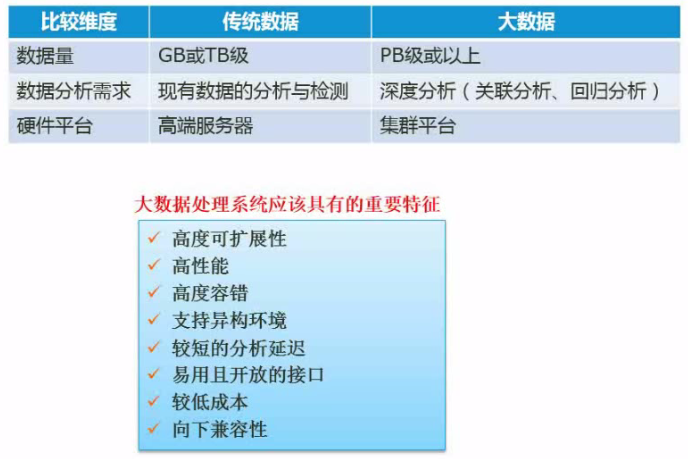 比较维度 传统数据 大数据
数据量 GB或TB级 PB级或以上
数据分析需求 现有数据的分析与检测 深度分析（关联分析、回归分析）
硬件平台 高端服务器 集群平台
大数据处理系统应该具有的重要特征
✓ 高度可扩展性
✓ 高性能
✓ 高度容错
✓ 支持异构环境
✓ 较短的分析延迟
✓ 易用且开放的接口
✓ 较低成本
✓ 向下兼容性